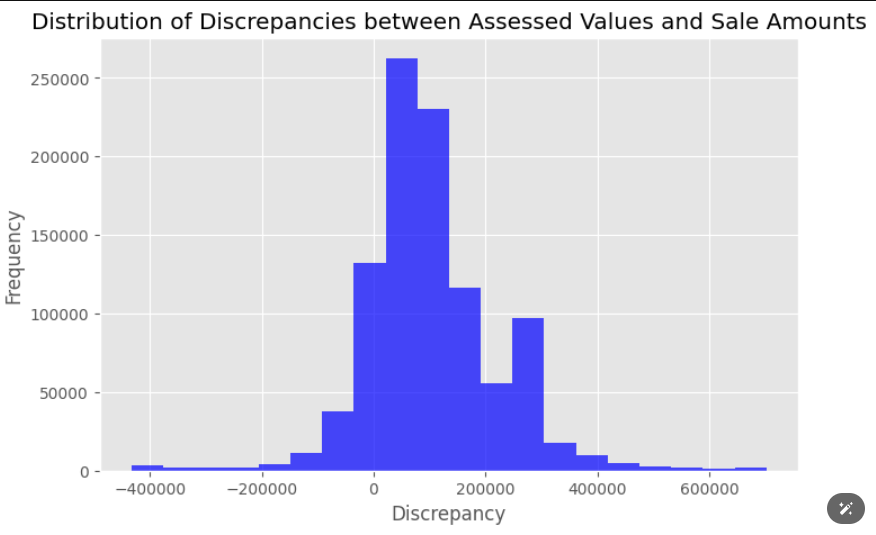 Distribution of Discrepancies between Assessed Values and Sale Amounts
250000
200000
150000
100000
50000
0
Frequency
−400000 −200000 0 200000 400000 600000
Discrepancy